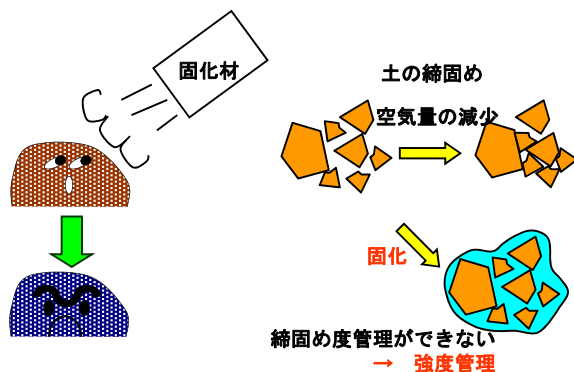 固化材
土の締固め
空気量の減少
固化
締固め度管理ができない
→ 強度管理